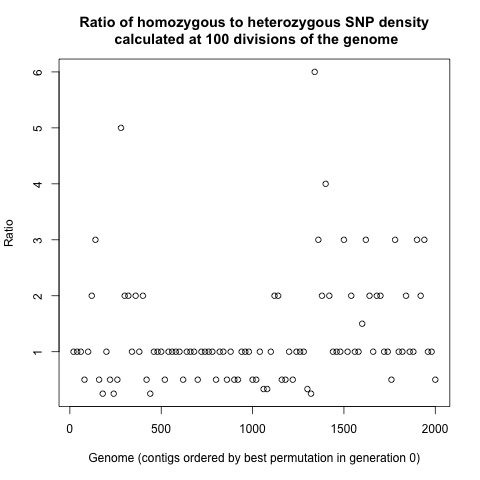 Ratio of homozygous to heterozygous SNP density
calculated at 100 divisions of the genome
6
5
4
3
2
1
Ratio
0 500 1000 1500 2000
Genome (contigs ordered by best permutation in generation 0)